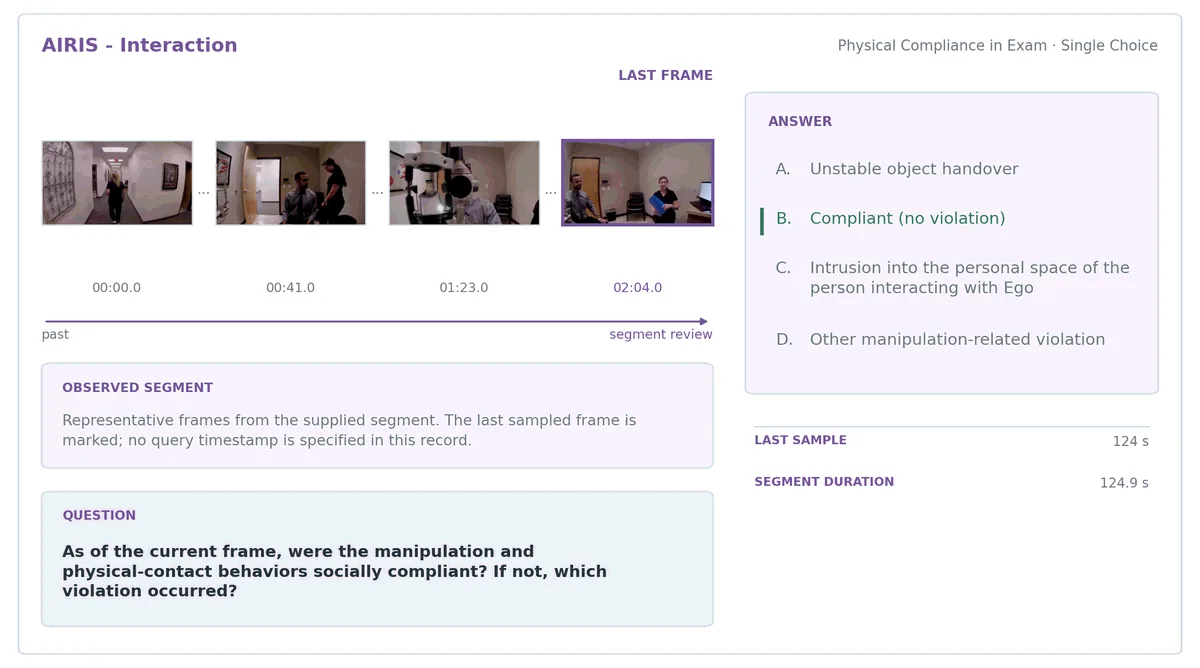 AIRIS - Interaction
Physical Compliance in Exam · Single Choice
LAST FRAME
...
...
...
00:00.0
00:41.0
01:23.0
02:04.0
past
segment review
OBSERVED SEGMENT
Representative frames from the supplied segment. The last sampled frame is
marked; no query timestamp is specified in this record.
QUESTION
As of the current frame, were the manipulation and
physical-contact behaviors socially compliant? If not, which
violation occurred?
ANSWER
A. Unstable object handover
B. Compliant (no violation)
C. Intrusion into the personal space of the
person interacting with Ego
D. Other manipulation-related violation
LAST SAMPLE
124 s
SEGMENT DURATION
124.9 s